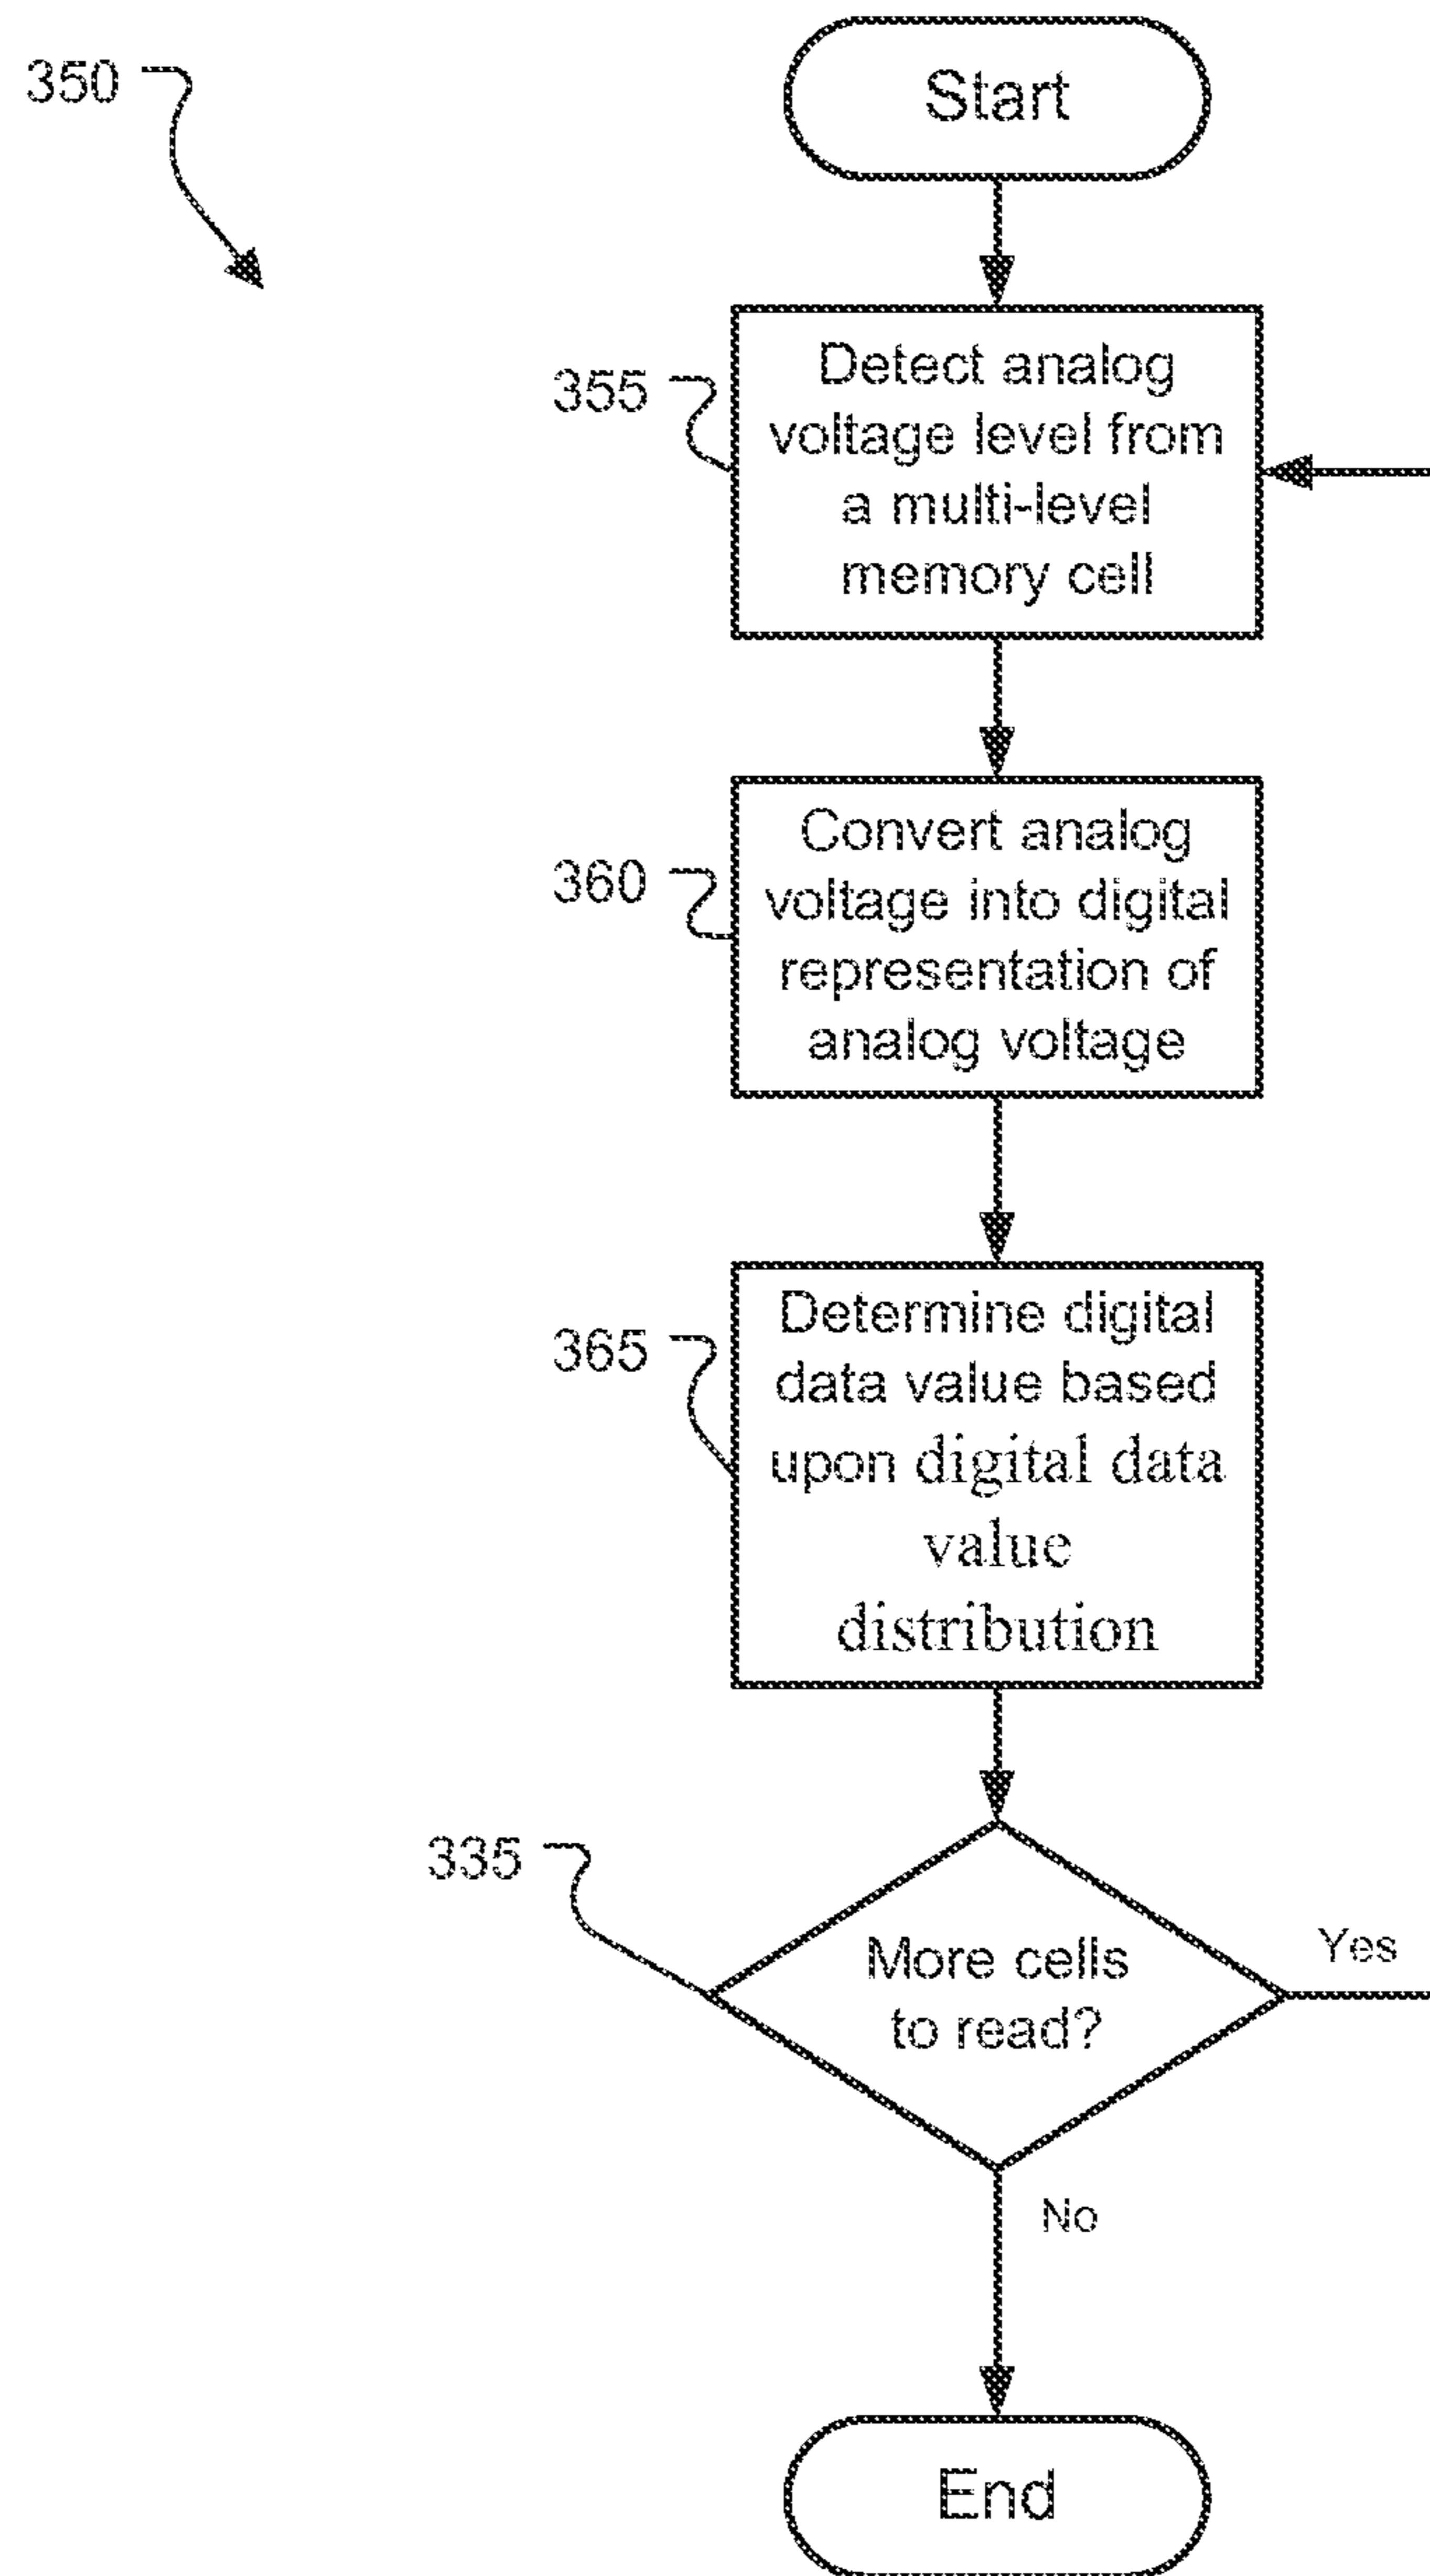 350
Start
355
Detect analog
voltage level from
a multi-level
memory cell
360
Convert analog
voltage into digital
representation of
analog voltage
365
Determine digital
data value based
upon digital data
value
distribution
335
More cells
to read?
Yes
No
End